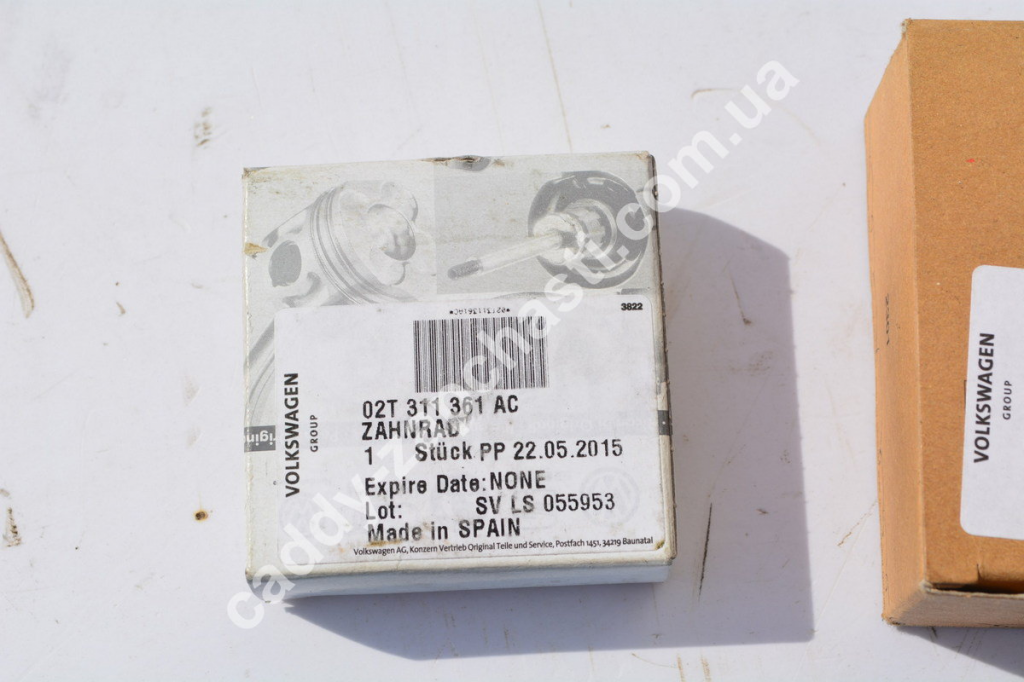 3822
*02T311361AC*
02T 311 361 AC
ZAHNRAD
1 Stück PP 22.05.2015
Expire Date:NONE
Lot: SV LS 055953
Made in SPAIN
Volkswagen AG, Konzern Vertrieb Original Teile und Service, Postfach 1451, 34219 Baunatal
VOLKSWAGEN
GROUP
VOLKSWAGEN
GROUP
caddy-zapchasti.com.ua